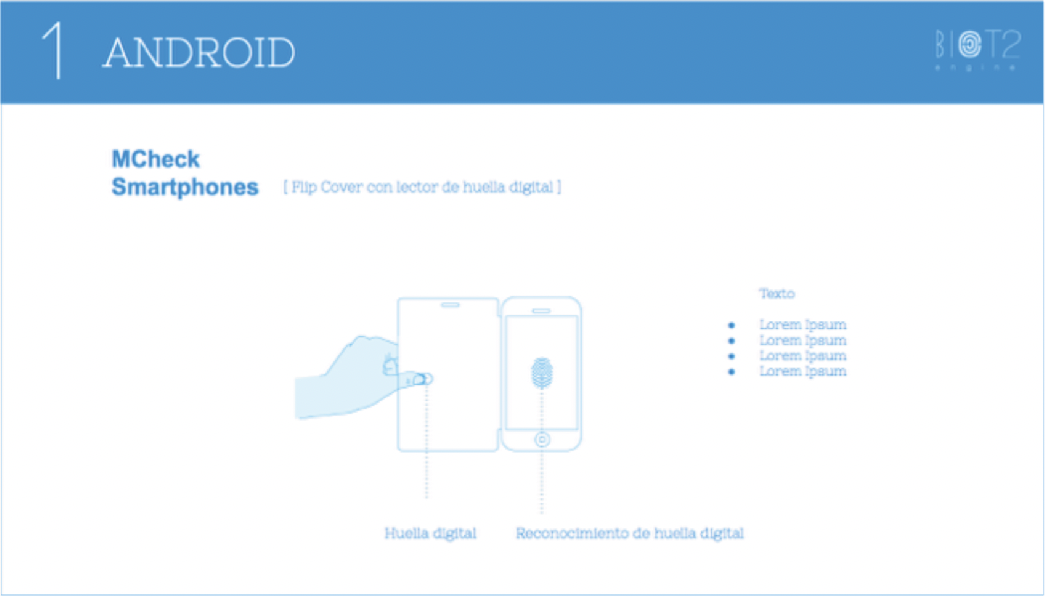 1 ANDROID
BIOT2
engine
MCheck
Smartphones [ Flip Cover con lector de huella digital ]
Texto
• Lorem Ipsum
• Lorem Ipsum
• Lorem Ipsum
• Lorem Ipsum
Huella digital
Reconocimiento de huella digital